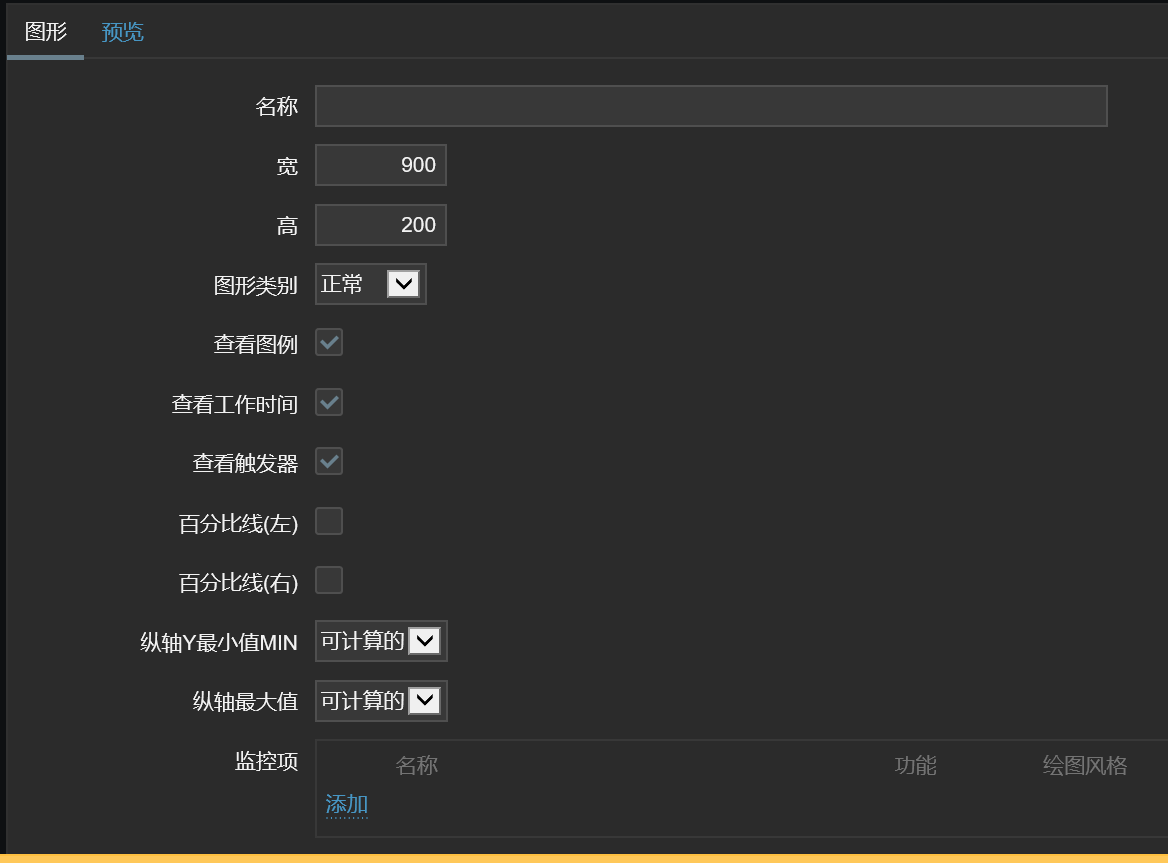 图形 预览
名称
宽 900
高 200
图形类别 正常
查看图例
查看工作时间
查看触发器
百分比线(左)
百分比线(右)
纵轴Y最小值MIN 可计算的
纵轴最大值 可计算的
监控项 名称 功能 绘图风格
添加